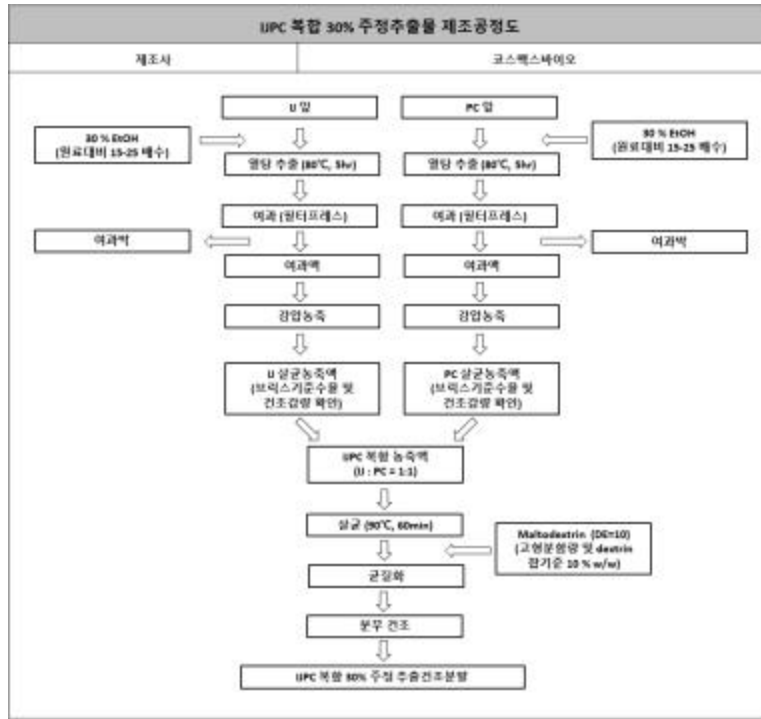 IJPC 복합 30% 주정추출물 제조공정도
제조사
코스맥스바이오
IJ 잎
PC 잎
30 % EtOH
(원료대비 15-25 배수)
30 % EtOH
(원료대비 15-25 배수)
열탕 추출 (80℃, 5hr)
열탕 추출 (80℃, 5hr)
여과 (필터프레스)
여과 (필터프레스)
여과박
여과박
여과액
여과액
감압농축
감압농축
IJ 살균농축액
(브릭스기준수율 및
건조감량 확인)
PC 살균농축액
(브릭스기준수율 및
건조감량 확인)
IJPC 복합 농축액
(IJ : PC = 1:1)
살균 (90℃, 60min)
Maltodextrin (DE=10)
(고형분함량 및 dextrin
첨기준 10 % w/w)
균질화
분무 건조
IJPC 복합 30% 주정 추출건조분말